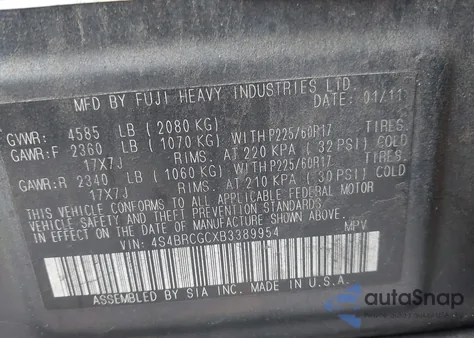 MFD BY FUJI HEAVY INDUSTRIES LTD.
DATE: 01/11
GVWR: 4585 LB (2080 KG) TIRES.
GAWR:F 2360 LB (1070 KG) WITH P225/60R17
17X7J RIMS. AT 220 KPA (32 PSI) COLD
TIRES.
GAWR:R 2340 LB (1060 KG) WITH P225/60R17
17X7J RIMS. AT 210 KPA (30 PSI) COLD
THIS VEHICLE CONFORMS TO ALL APPLICABLE FEDERAL MOTOR
VEHICLE SAFETY AND THEFT PREVENTION STANDARDS IN
EFFECT ON THE DATE OF MANUFACTURE SHOWN ABOVE.
VIN: 4S4BRCGCXB3389954 MPV
ASSEMBLED BY SIA INC. MADE IN U.S.A.
autoSnap